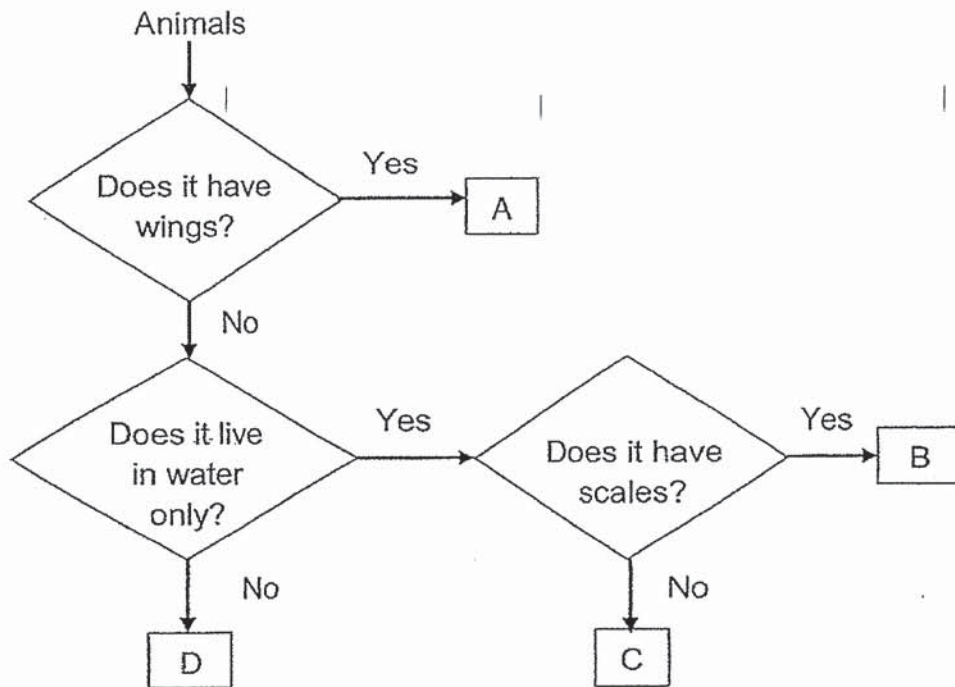 Animals
Does it have
wings?
Yes
A
No
Does it live
in water
only?
Yes
Does it have
scales?
Yes
B
No
D
No
C